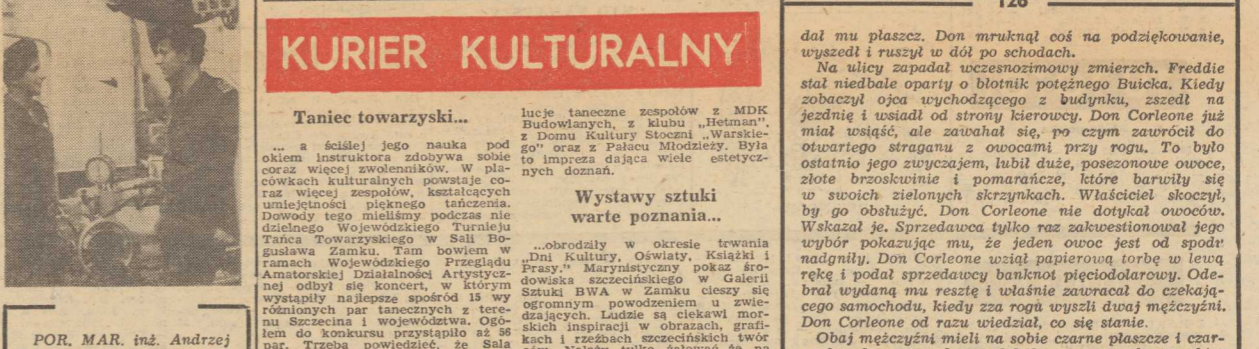 POR. MAR. inż. Andrzej
KURIER KULTURALNY
Taniec towarzyski...
... a ściślej jego nauka pod
okiem instruktora zdobywa sobie
coraz więcej zwolenników. W pla-
cówkach kulturalnych powstaje co-
raz więcej zespołów, kształcących
umiejętności pięknego tańczenia.
Dowody tego mieliśmy podczas nie
dzielnego Wojewódzkiego Turnieju
Tańca Towarzyskiego w Sali Bo-
gusława Zamku. Tam bowiem w
ramach Wojewódzkiego Przeglądu
Amatorskiej Działalności Artystycz-
nej odbył się koncert, w którym
wystąpiły najlepsze spośród 15 wy
różnionych par tanecznych z tere-
nu Szczecina i województwa. Ogó-
łem do konkursu przystąpiło aż 56
par. Trzeba powiedzieć, że Sala
lucje taneczne zespołów z MDK
Budowlanych, z klubu „Hetman",
z Domu Kultury Stoczni „Warskie-
go" oraz z Pałacu Młodzieży. Była
to impreza dająca wiele estetycz-
nych doznań.
Wystawy sztuki
warte poznania...
...obrodziły w okresie trwania
„Dni Kultury, Oświaty, Książki i
Prasy." Marynistyczny pokaz śro-
dowiska szczecińskiego w Galerii
Sztuki BWA w Zamku cieszy się
ogromnym powodzeniem u zwie-
dzających. Ludzie są ciekawi mor-
skich inspiracji w obrazach, grafi-
kach i rzeźbach szczecińskich twór
126
dał mu płaszcz. Don mruknął coś na podziękowanie,
wyszedł i ruszył w dół po schodach.
Na ulicy zapadał wczesnozimowy zmierzch. Freddie
stał niedbale oparty o błotnik potężnego Buicka. Kiedy
zobaczył ojca wychodzącego z budynku, zszedł na
jezdnię i wsiadł od strony kierowcy. Don Corleone już
miał wsiąść, ale zawahał się, po czym zawrócił do
otwartego straganu z owocami przy rogu. To było
ostatnio jego zwyczajem, lubił duże, posezonowe owoce,
złote brzoskwinie i pomarańcze, które barwiły się
w swoich zielonych skrzynkach. Właściciel skoczył,
by go obsłużyć. Don Corleone nie dotykał owoców.
Wskazał je. Sprzedawca tylko raz zakwestionował jego
wybór pokazując mu, że jeden owoc jest od spodu
nadgniły. Don Corleone wziął papierową torbę w lewą
rękę i podał sprzedawcy banknot pięciodolarowy. Ode-
brał wydaną mu resztę i właśnie zawracał do czekają-
cego samochodu, kiedy zza rogu wyszli dwaj mężczyźni.
Don Corleone od razu wiedział, co się stanie.
Obaj mężczyźni mieli na sobie czarne płaszcze i czar-